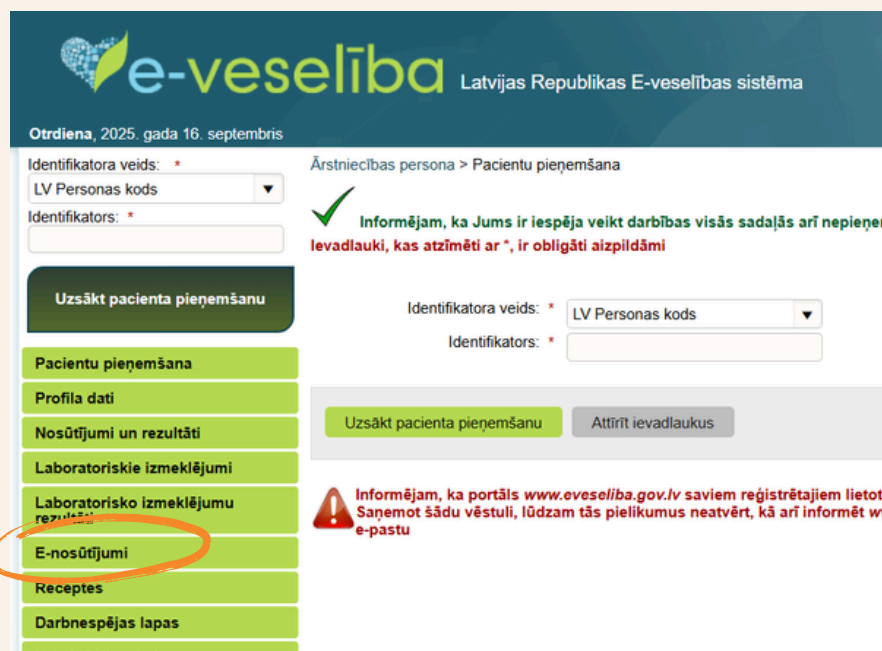 e-veselība Latvijas Republikas E-veselības sistēma
Otrdiena, 2025. gada 16. septembris
Identifikatora veids: *
LV Personas kods
Identifikators: *
Uzsākt pacienta pieņemšanu
Pacientu pieņemšana
Profila dati
Nosūtījumi un rezultāti
Laboratoriskie izmeklējumi
Laboratorisko izmeklējumu
rezultāti
E-nosūtījumi
Receptes
Darbnespējas lapas
Ārstniecības persona > Pacientu pieņemšana
Informējam, ka Jums ir iespēja veikt darbības visās sadaļās arī
Ievadlauki, kas atzīmēti ar *, ir obligāti aizpildāmi
Identifikatora veids: * LV Personas kods
Identifikators: *
Uzsākt pacienta pieņemšanu Attīrīt ievadlaukus
Informējam, ka portāls www.eveseliba.gov.lv saviem reģistrētajiem
Saņemot šādu vēstuli, lūdzam tās pielikumus neatvērt, kā arī informēt
e-pastu